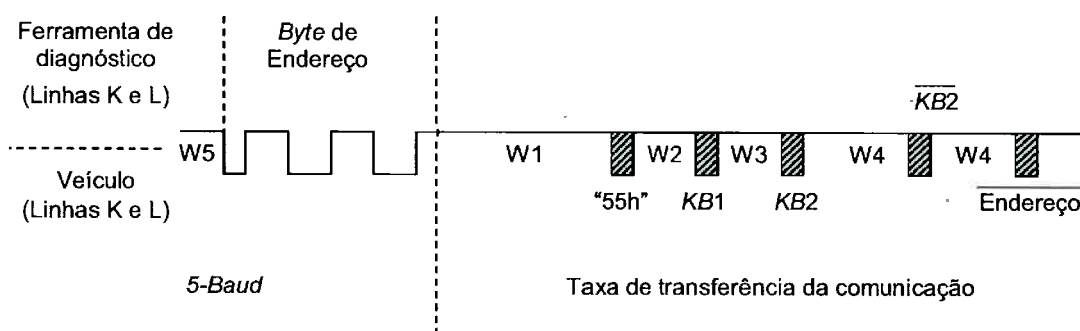 Ferramenta de
diagnóstico
(Linhas K e L)
Byte de
Endereço
KB2
W5
W1
W2
W3
W4
W4
Veículo
(Linhas K e L)
"55h"
KB1
KB2
Endereço
5-Baud
Taxa de transferência da comunicação